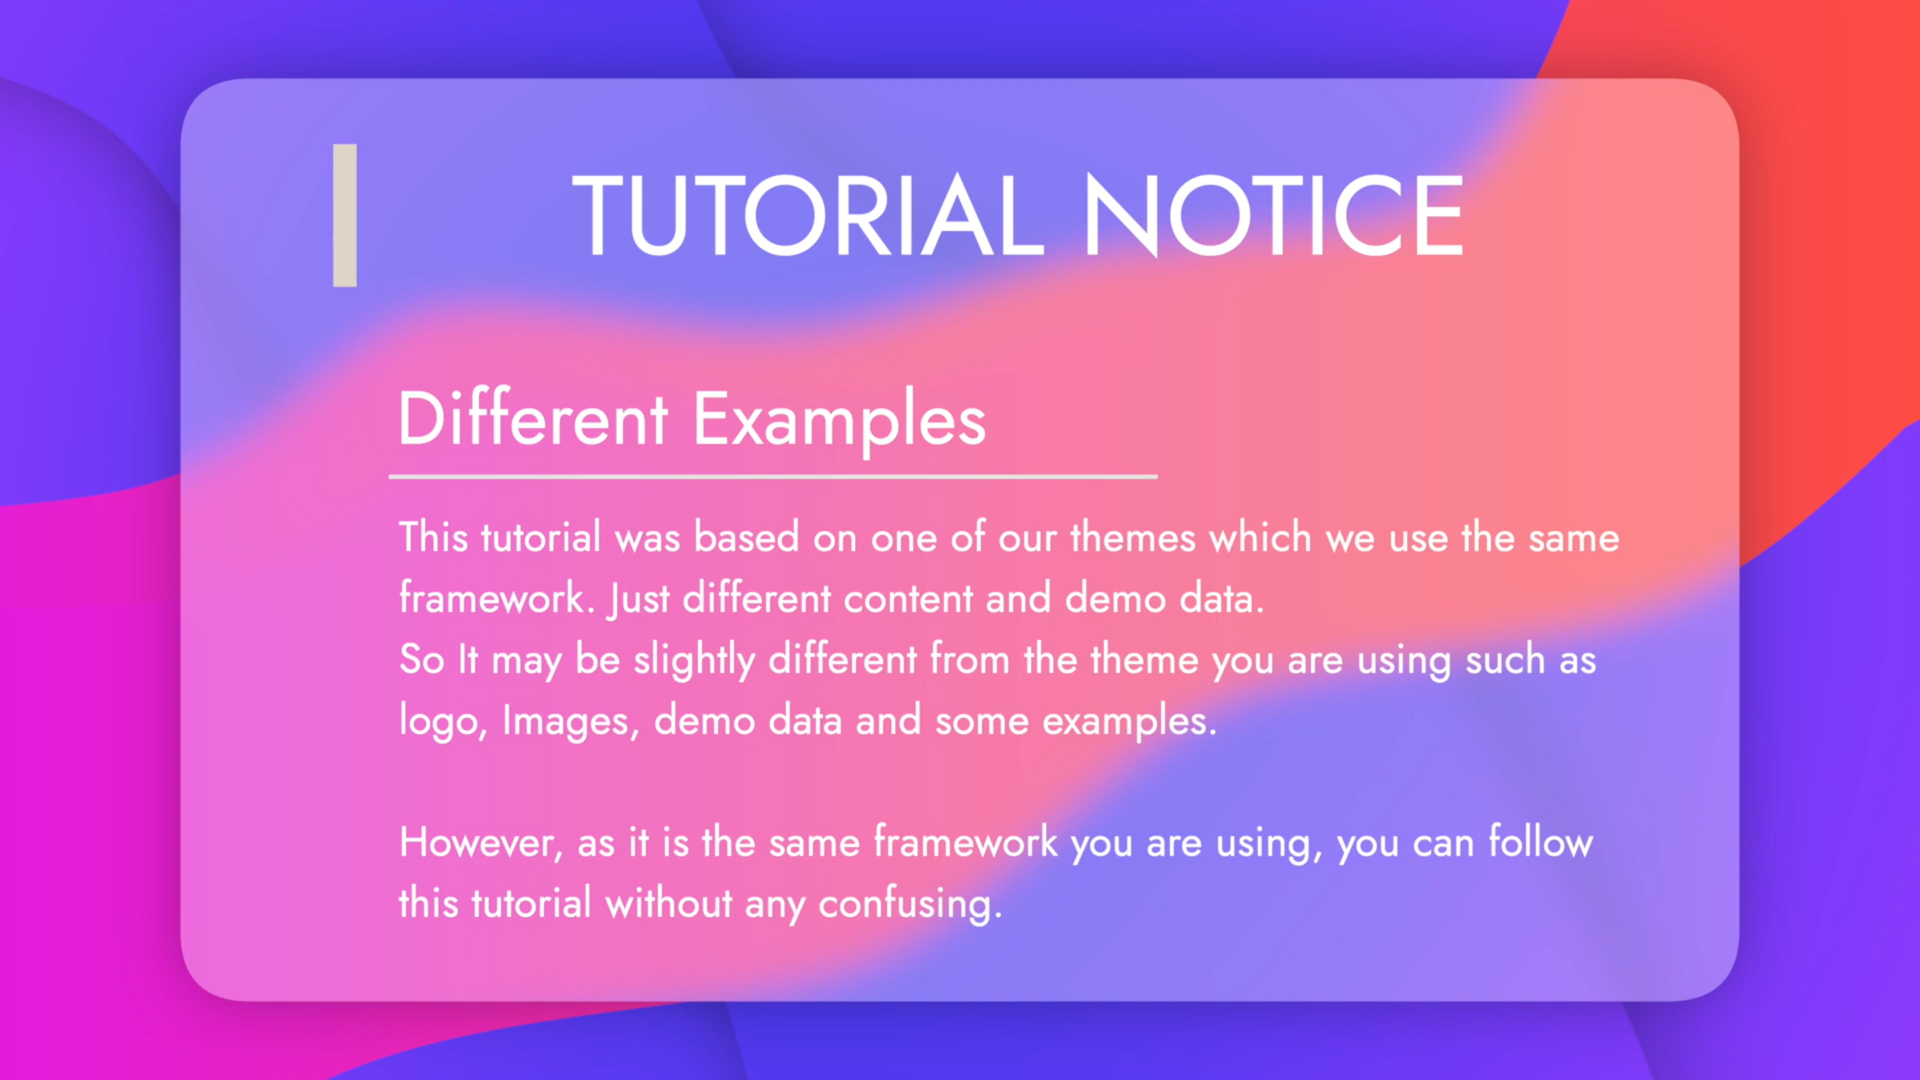 TUTORIAL NOTICE
Different Examples
This tutorial was based on one of our themes which we use the same
framework. Just different content and demo data.
So It may be slightly different from the theme you are using such as
logo, Images, demo data and some examples.
However, as it is the same framework you are using, you can follow
this tutorial without any confusing.